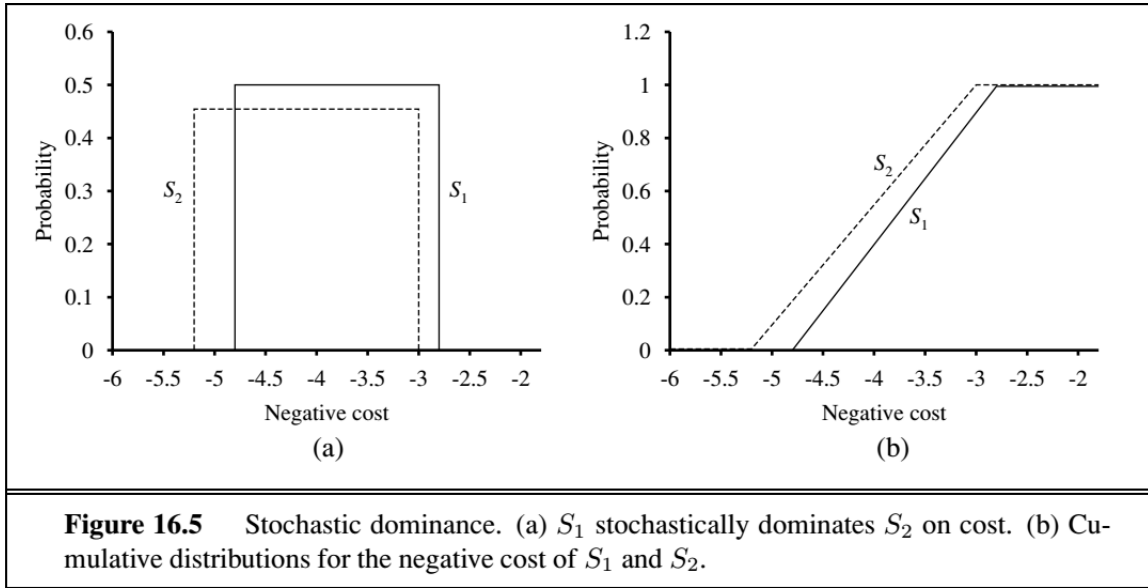 0.6
0.5
0.4
0.3
0.2
0.1
0
Probability
S2
S1
-6 -5.5 -5 -4.5 -4 -3.5 -3 -2.5 -2
Negative cost
(a)
1.2
1
0.8
0.6
0.4
0.2
0
Probability
S2
S1
-6 -5.5 -5 -4.5 -4 -3.5 -3 -2.5 -2
Negative cost
(b)
Figure 16.5 Stochastic dominance. (a) S1 stochastically dominates S2 on cost. (b) Cu-
mulative distributions for the negative cost of S1 and S2.